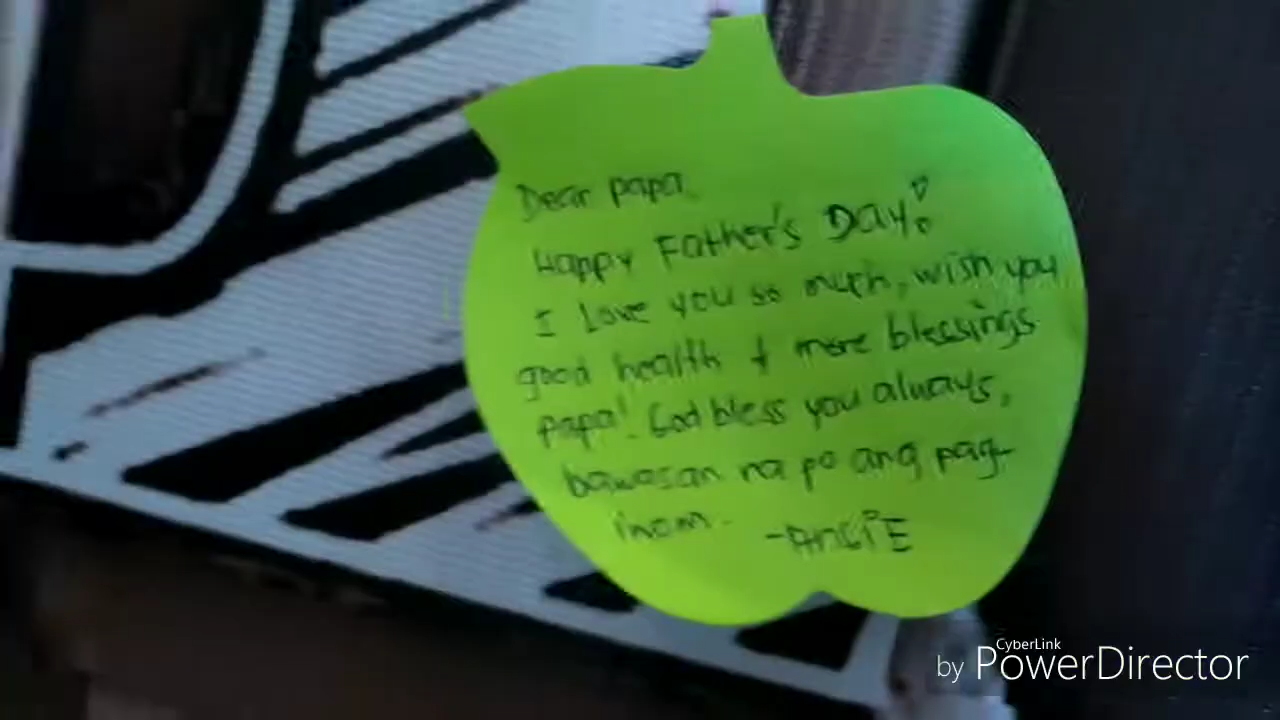 Dear papa,
Happy Father's Day!
I Love you so much, wish you
good health & more blessings
papa! God bless you always,
bawasan na po ang pag-
inom. -ANGIE
CyberLink
by PowerDirector